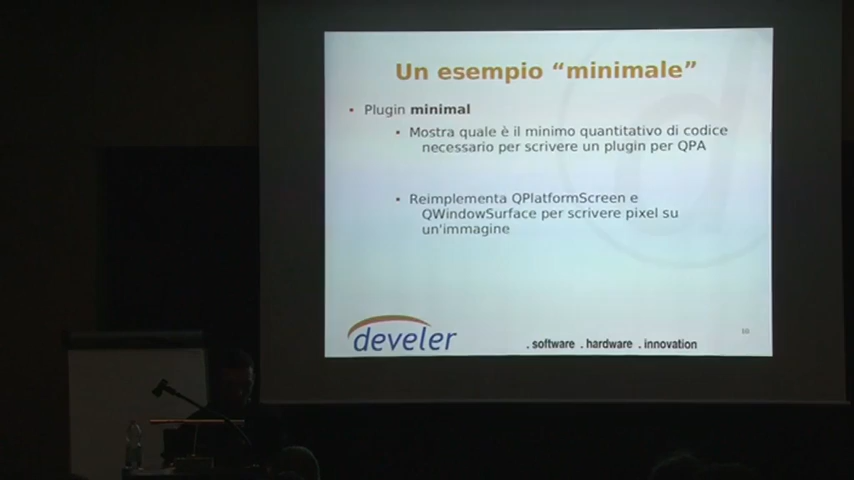 Un esempio “minimale”
• Plugin minimal
• Mostra quale è il minimo quantitativo di codice
necessario per scrivere un plugin per QPA
• Reimplementa QPlatformScreen e
QWindowSurface per scrivere pixel su
un'immagine
develer
. software . hardware . innovation